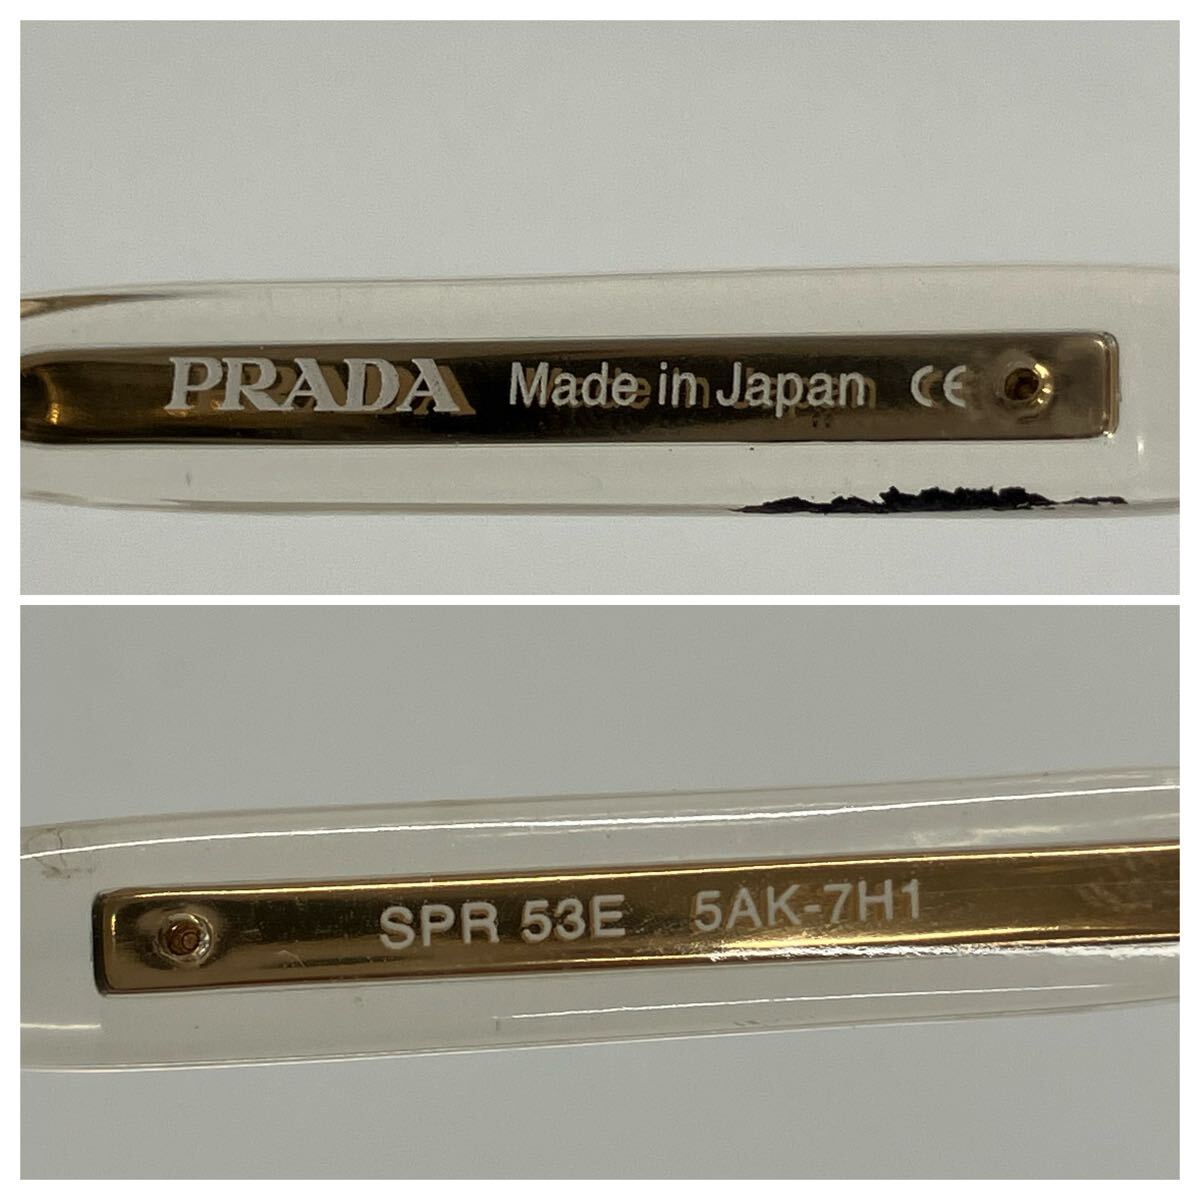 PRADA Made in Japan CE
SPR 53E 5AK-7H1